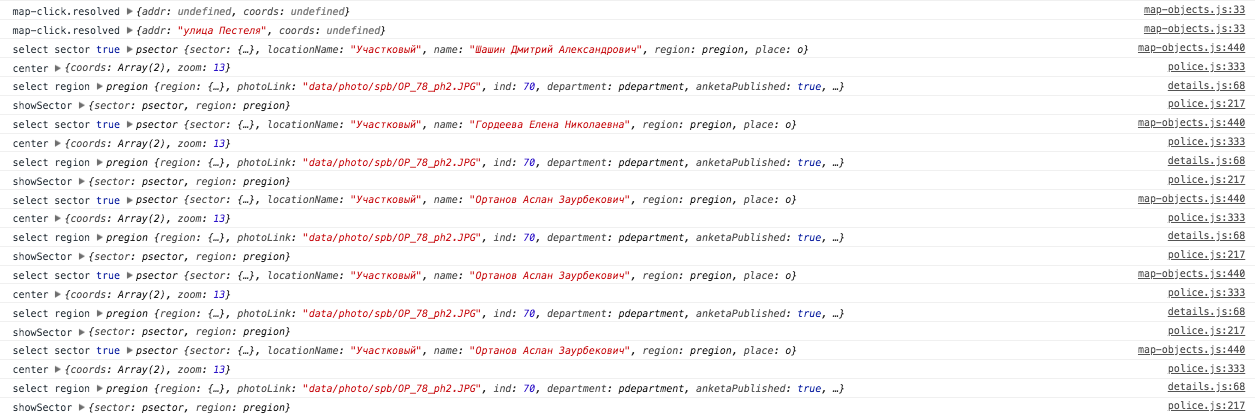 map-click.resolved ▶{addr: undefined, coords: undefined} map-objects.js:33
map-click.resolved ▶{addr: "улица Пестеля", coords: undefined} map-objects.js:33
select sector true ▶psector {sector: {…}, locationName: "Участковый", name: "Шашин Дмитрий Александрович", region: pregion, place: o} map-objects.js:440
center ▶{coords: Array(2), zoom: 13} police.js:333
select region ▶pregion {region: {…}, photoLink: "data/photo/spb/OP_78_ph2.JPG", ind: 70, department: pdepartment, anketaPublished: true, …} details.js:68
showSector ▶{sector: psector, region: pregion} police.js:217
select sector true ▶psector {sector: {…}, locationName: "Участковый", name: "Гордеева Елена Николаевна", region: pregion, place: o} map-objects.js:440
center ▶{coords: Array(2), zoom: 13} police.js:333
select region ▶pregion {region: {…}, photoLink: "data/photo/spb/OP_78_ph2.JPG", ind: 70, department: pdepartment, anketaPublished: true, …} details.js:68
showSector ▶{sector: psector, region: pregion} police.js:217
select sector true ▶psector {sector: {…}, locationName: "Участковый", name: "Ортанов Аслан Заурбекович", region: pregion, place: o} map-objects.js:440
center ▶{coords: Array(2), zoom: 13} police.js:333
select region ▶pregion {region: {…}, photoLink: "data/photo/spb/OP_78_ph2.JPG", ind: 70, department: pdepartment, anketaPublished: true, …} details.js:68
showSector ▶{sector: psector, region: pregion} police.js:217
select sector true ▶psector {sector: {…}, locationName: "Участковый", name: "Ортанов Аслан Заурбекович", region: pregion, place: o} map-objects.js:440
center ▶{coords: Array(2), zoom: 13} police.js:333
select region ▶pregion {region: {…}, photoLink: "data/photo/spb/OP_78_ph2.JPG", ind: 70, department: pdepartment, anketaPublished: true, …} details.js:68
showSector ▶{sector: psector, region: pregion} police.js:217
select sector true ▶psector {sector: {…}, locationName: "Участковый", name: "Ортанов Аслан Заурбекович", region: pregion, place: o} map-objects.js:440
center ▶{coords: Array(2), zoom: 13} police.js:333
select region ▶pregion {region: {…}, photoLink: "data/photo/spb/OP_78_ph2.JPG", ind: 70, department: pdepartment, anketaPublished: true, …} details.js:68
showSector ▶{sector: psector, region: pregion} police.js:217